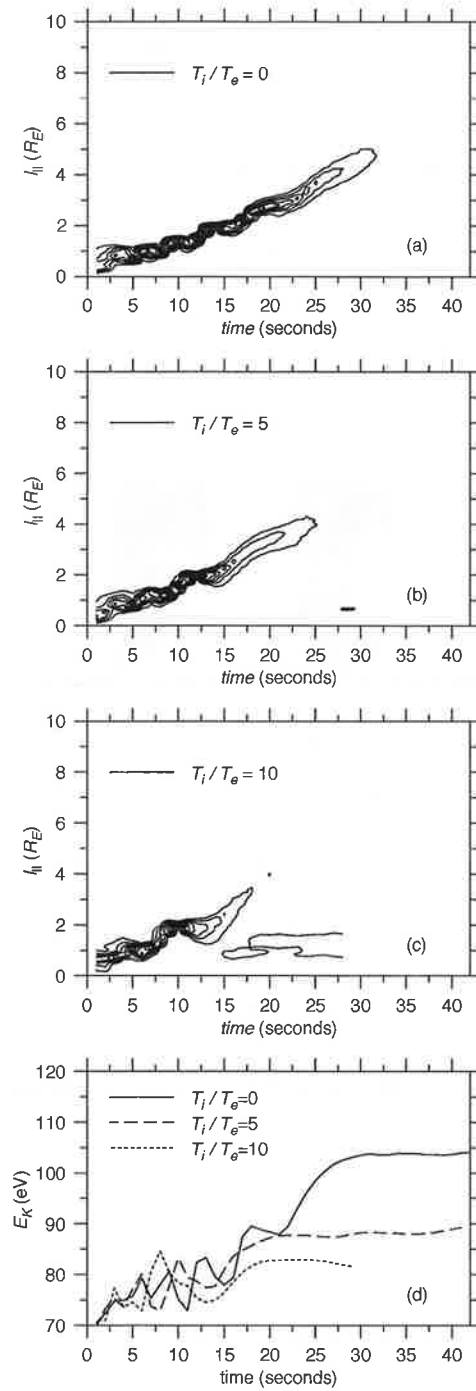 10
8
6
4
2
0
l|| (R_E)
T_i / T_e = 0
(a)
0 5 10 15 20 25 30 35 40
time (seconds)
10
8
6
4
2
0
l|| (R_E)
T_i / T_e = 5
(b)
0 5 10 15 20 25 30 35 40
time (seconds)
10
8
6
4
2
0
l|| (R_E)
T_i / T_e = 10
(c)
0 5 10 15 20 25 30 35 40
time (seconds)
120
110
100
90
80
70
E_K (eV)
T_i / T_e=0
T_i / T_e=5
T_i / T_e=10
(d)
0 5 10 15 20 25 30 35 40
time (seconds)